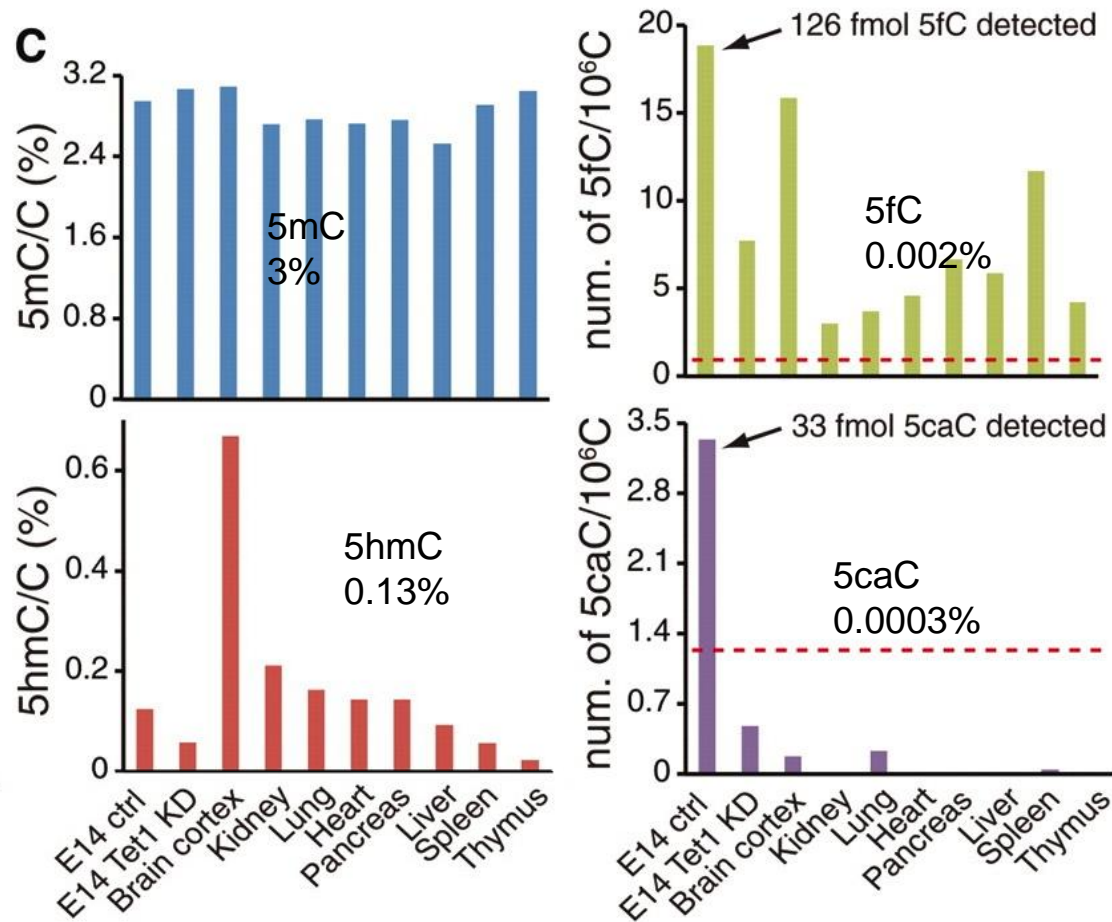 C
5mC/C (%)
3.2
2.4
1.6
0.8
0
5mC
3%
num. of 5fC/10⁶C
20
15
10
5
0
126 fmol 5fC detected
5fC
0.002%
5hmC/C (%)
0.6
0.4
0.2
0
5hmC
0.13%
E14 ctrl
E14 Tet1 KD
Brain cortex
Kidney
Lung
Heart
Pancreas
Liver
Spleen
Thymus
num. of 5caC/10⁶C
3.5
2.8
2.1
1.4
0.7
0
33 fmol 5caC detected
5caC
0.0003%
E14 ctrl
E14 Tet1 KD
Brain cortex
Kidney
Lung
Heart
Pancreas
Liver
Spleen
Thymus